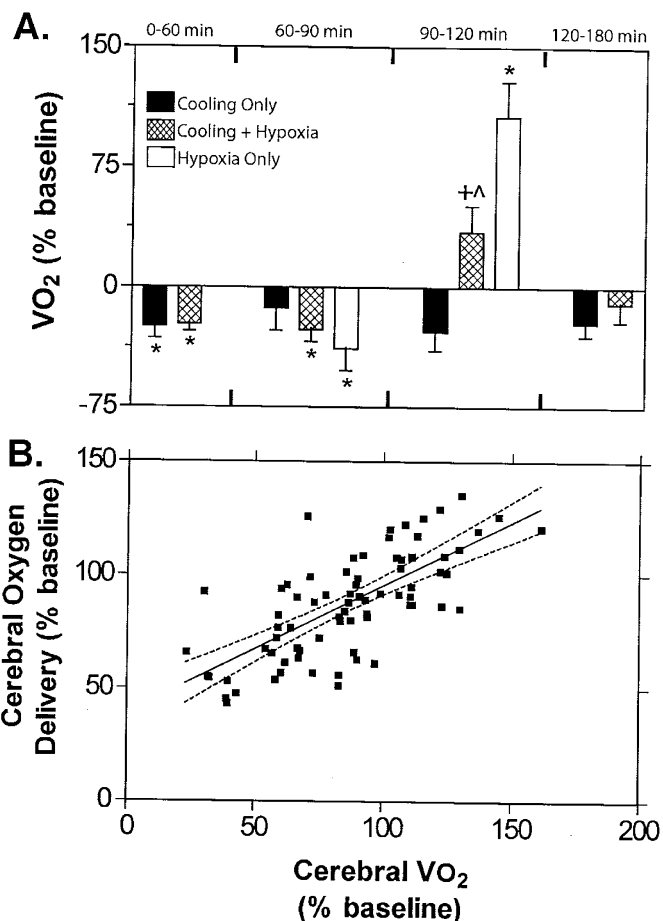 A.
0-60 min 60-90 min 90-120 min 120-180 min
150
75
0
-75
VO₂ (% baseline)
Cooling Only
Cooling + Hypoxia
Hypoxia Only
* * * * +^ *
B.
150
100
50
0
Cerebral Oxygen
Delivery (% baseline)
0 50 100 150 200
Cerebral VO₂
(% baseline)